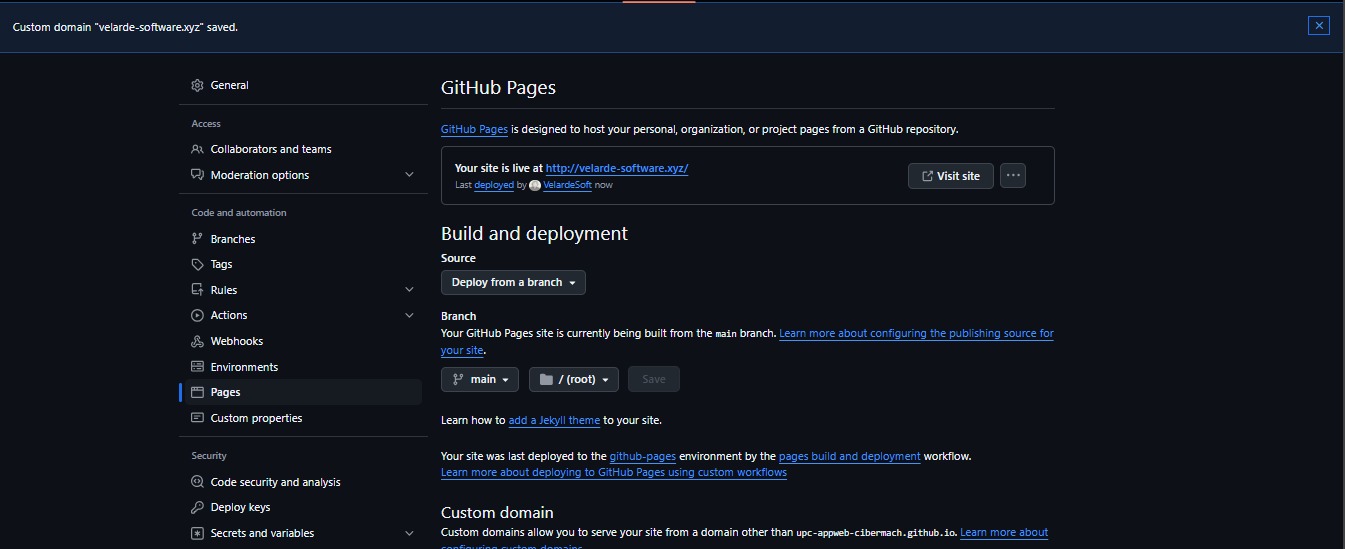 Custom domain "velarde-software.xyz" saved.
General
Access
Collaborators and teams
Moderation options
Code and automation
Branches
Tags
Rules
Actions
Webhooks
Environments
Pages
Custom properties
Security
Code security and analysis
Deploy keys
Secrets and variables
GitHub Pages
GitHub Pages is designed to host your personal, organization, or project pages from a GitHub repository.
Your site is live at http://velarde-software.xyz/
Last deployed by VelardeSoft now
Visit site
Build and deployment
Source
Deploy from a branch
Branch
Your GitHub Pages site is currently being built from the main branch. Learn more about configuring the publishing source for
your site.
main
/ (root)
Save
Learn how to add a Jekyll theme to your site.
Your site was last deployed to the github-pages environment by the pages build and deployment workflow.
Learn more about deploying to GitHub Pages using custom workflows
Custom domain
Custom domains allow you to serve your site from a domain other than upc-appweb-cibermach.github.io. Learn more about
configuring custom domains.